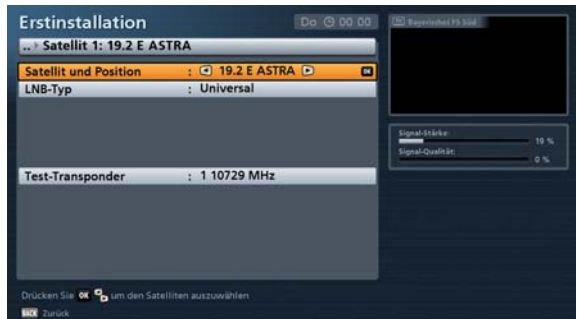 Erstinstallation
Do 00 00
Bayerisches FS Süd
.. Satellit 1: 19.2 E ASTRA
Satellit und Position : 19.2 E ASTRA OK
LNB-Typ : Universal
Signal-Stärke: 19 %
Signal-Qualität: 0 %
Test-Transponder : 1 10729 MHz
Drücken Sie OK um den Satelliten auszuwählen
BACK Zurück